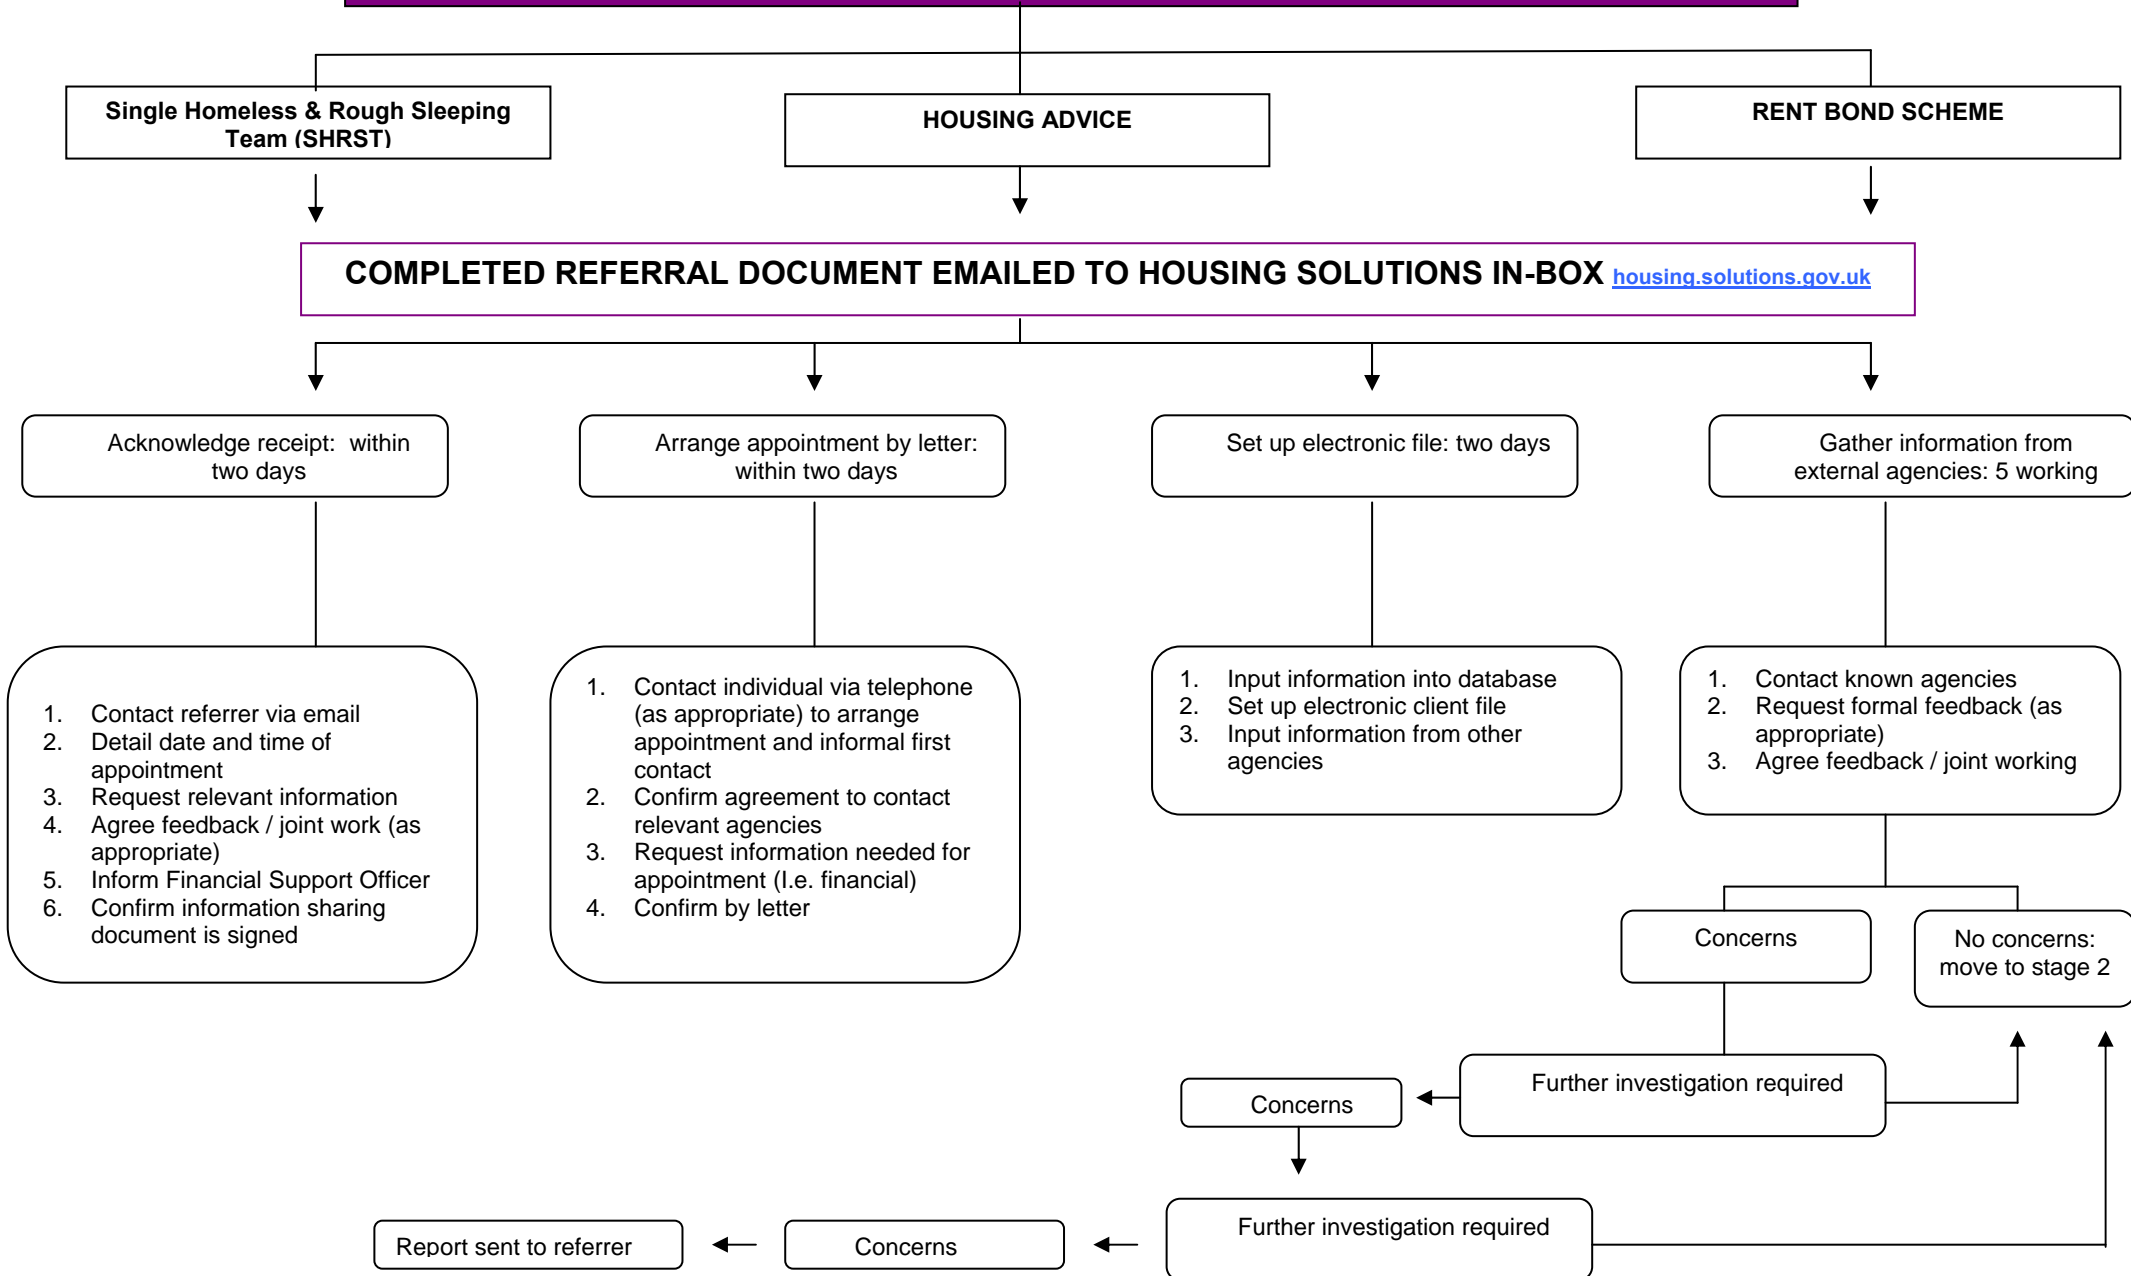 Single Homeless & Rough Sleeping
Team (SHRST)
HOUSING ADVICE
RENT BOND SCHEME
COMPLETED REFERRAL DOCUMENT EMAILED TO HOUSING SOLUTIONS IN-BOX housing.solutions.gov.uk
Acknowledge receipt: within
two days
Arrange appointment by letter:
within two days
Set up electronic file: two days
Gather information from
external agencies: 5 working
1. Contact referrer via email
2. Detail date and time of
appointment
3. Request relevant information
4. Agree feedback / joint work (as
appropriate)
5. Inform Financial Support Officer
6. Confirm information sharing
document is signed
1. Contact individual via telephone
(as appropriate) to arrange
appointment and informal first
contact
2. Confirm agreement to contact
relevant agencies
3. Request information needed for
appointment (I.e. financial)
4. Confirm by letter
1. Input information into database
2. Set up electronic client file
3. Input information from other
agencies
1. Contact known agencies
2. Request formal feedback (as
appropriate)
3. Agree feedback / joint working
Concerns
No concerns:
move to stage 2
Further investigation required
Concerns
Further investigation required
Concerns
Report sent to referrer